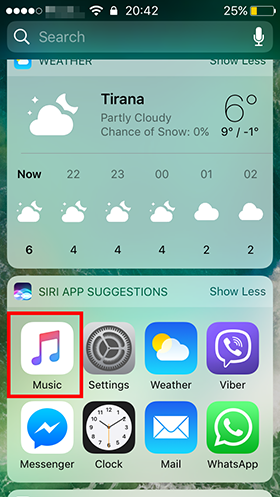 20:42 25%
Search
WEATHER Show Less
Tirana 6°
Partly Cloudy
Chance of Snow: 0% 9° / -1°
Now 22 23 00 01 02
6 4 4 4 2 2
SIRI APP SUGGESTIONS Show Less
Music Settings Weather Viber
Messenger Clock Mail WhatsApp